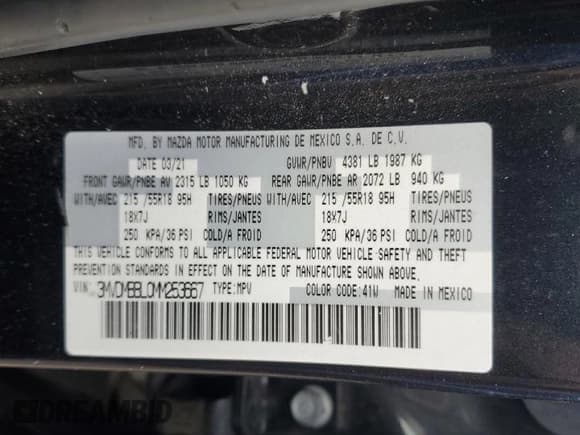 MFD. BY MAZDA MOTOR MANUFACTURING DE MEXICO S.A. DE C.V.
DATE 03/21 GVWR/PNBV 4381 LB 1987 KG
FRONT GAWR/PNBE AV 2315 LB 1050 KG REAR GAWR/PNBE AR 2072 LB 940 KG
WITH/AVEC 215 /55R18 95H TIRES/PNEUS WITH/AVEC 215 /55R18 95H TIRES/PNEUS
18X7J RIMS/JANTES 18X7J RIMS/JANTES
250 KPA/36 PSI COLD/A FROID 250 KPA/36 PSI COLD/A FROID
THIS VEHICLE CONFORMS TO ALL APPLICABLE FEDERAL MOTOR VEHICLE SAFETY AND THEFT
PREVENTION STANDARDS IN EFFECT ON THE DATE OF MANUFACTURE SHOWN ABOVE.
VIN: 3MVDMBBL0MM253667 TYPE:MPV COLOR CODE:41W MADE IN MEXICO
DREAMBID